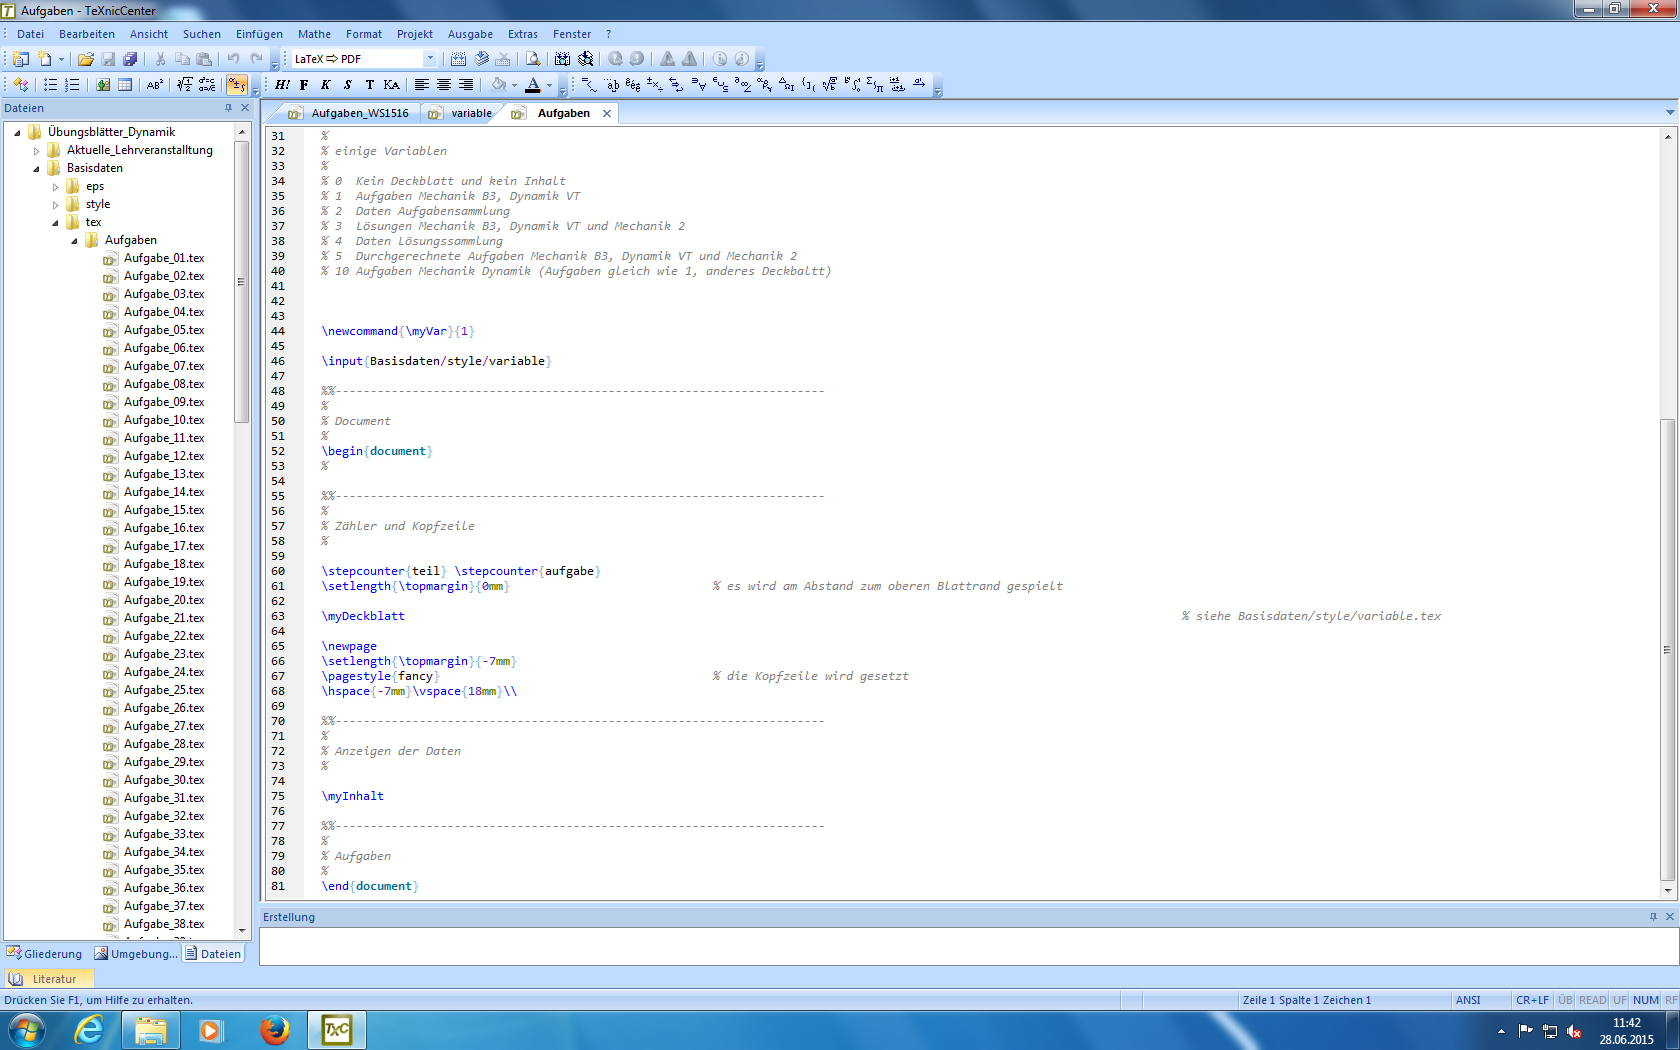 Aufgaben - TeXnicCenter
Datei Bearbeiten Ansicht Suchen Einfügen Mathe Format Projekt Ausgabe Extras Fenster ?
LaTeX ⇨ PDF
Dateien
Aufgaben_WS1516 variable Aufgaben
Übungsblätter_Dynamik
Aktuelle_Lehrveranstalltung
Basisdaten
eps
style
tex
Aufgaben
Aufgabe_01.tex
Aufgabe_02.tex
Aufgabe_03.tex
Aufgabe_04.tex
Aufgabe_05.tex
Aufgabe_06.tex
Aufgabe_07.tex
Aufgabe_08.tex
Aufgabe_09.tex
Aufgabe_10.tex
Aufgabe_11.tex
Aufgabe_12.tex
Aufgabe_13.tex
Aufgabe_14.tex
Aufgabe_15.tex
Aufgabe_16.tex
Aufgabe_17.tex
Aufgabe_18.tex
Aufgabe_19.tex
Aufgabe_20.tex
Aufgabe_21.tex
Aufgabe_22.tex
Aufgabe_23.tex
Aufgabe_24.tex
Aufgabe_25.tex
Aufgabe_26.tex
Aufgabe_27.tex
Aufgabe_28.tex
Aufgabe_29.tex
Aufgabe_30.tex
Aufgabe_31.tex
Aufgabe_32.tex
Aufgabe_33.tex
Aufgabe_34.tex
Aufgabe_35.tex
Aufgabe_36.tex
Aufgabe_37.tex
Aufgabe_38.tex
Gliederung Umgebung... Dateien
Literatur
31 %
32 % einige Variablen
33 %
34 % 0 Kein Deckblatt und kein Inhalt
35 % 1 Aufgaben Mechanik B3, Dynamik VT
36 % 2 Daten Aufgabensammlung
37 % 3 Lösungen Mechanik B3, Dynamik VT und Mechanik 2
38 % 4 Daten Lösungssammlung
39 % 5 Durchgerechnete Aufgaben Mechanik B3, Dynamik VT und Mechanik 2
40 % 10 Aufgaben Mechanik Dynamik (Aufgaben gleich wie 1, anderes Deckbaltt)
41
42
43
44 \newcommand{\myVar}{1}
45
46 \input{Basisdaten/style/variable}
47
48 %%----------------------------------------------------------------------
49 %
50 % Document
51 %
52 \begin{document}
53 %
54
55 %%----------------------------------------------------------------------
56 %
57 % Zähler und Kopfzeile
58 %
59
60 \stepcounter{teil} \stepcounter{aufgabe}
61 \setlength{\topmargin}{0mm} % es wird am Abstand zum oberen Blattrand gespielt
62
63 \myDeckblatt % siehe Basisdaten/style/variable.tex
64
65 \newpage
66 \setlength{\topmargin}{-7mm}
67 \pagestyle{fancy} % die Kopfzeile wird gesetzt
68 \hspace{-7mm}\vspace{18mm}\\
69
70 %%----------------------------------------------------------------------
71 %
72 % Anzeigen der Daten
73 %
74
75 \myInhalt
76
77 %%----------------------------------------------------------------------
78 %
79 % Aufgaben
80 %
81 \end{document}
Erstellung
Drücken Sie F1, um Hilfe zu erhalten. Zeile 1 Spalte 1 Zeichen 1 ANSI CR+LF ÜB READ UF NUM RF
11:42
28.06.2015